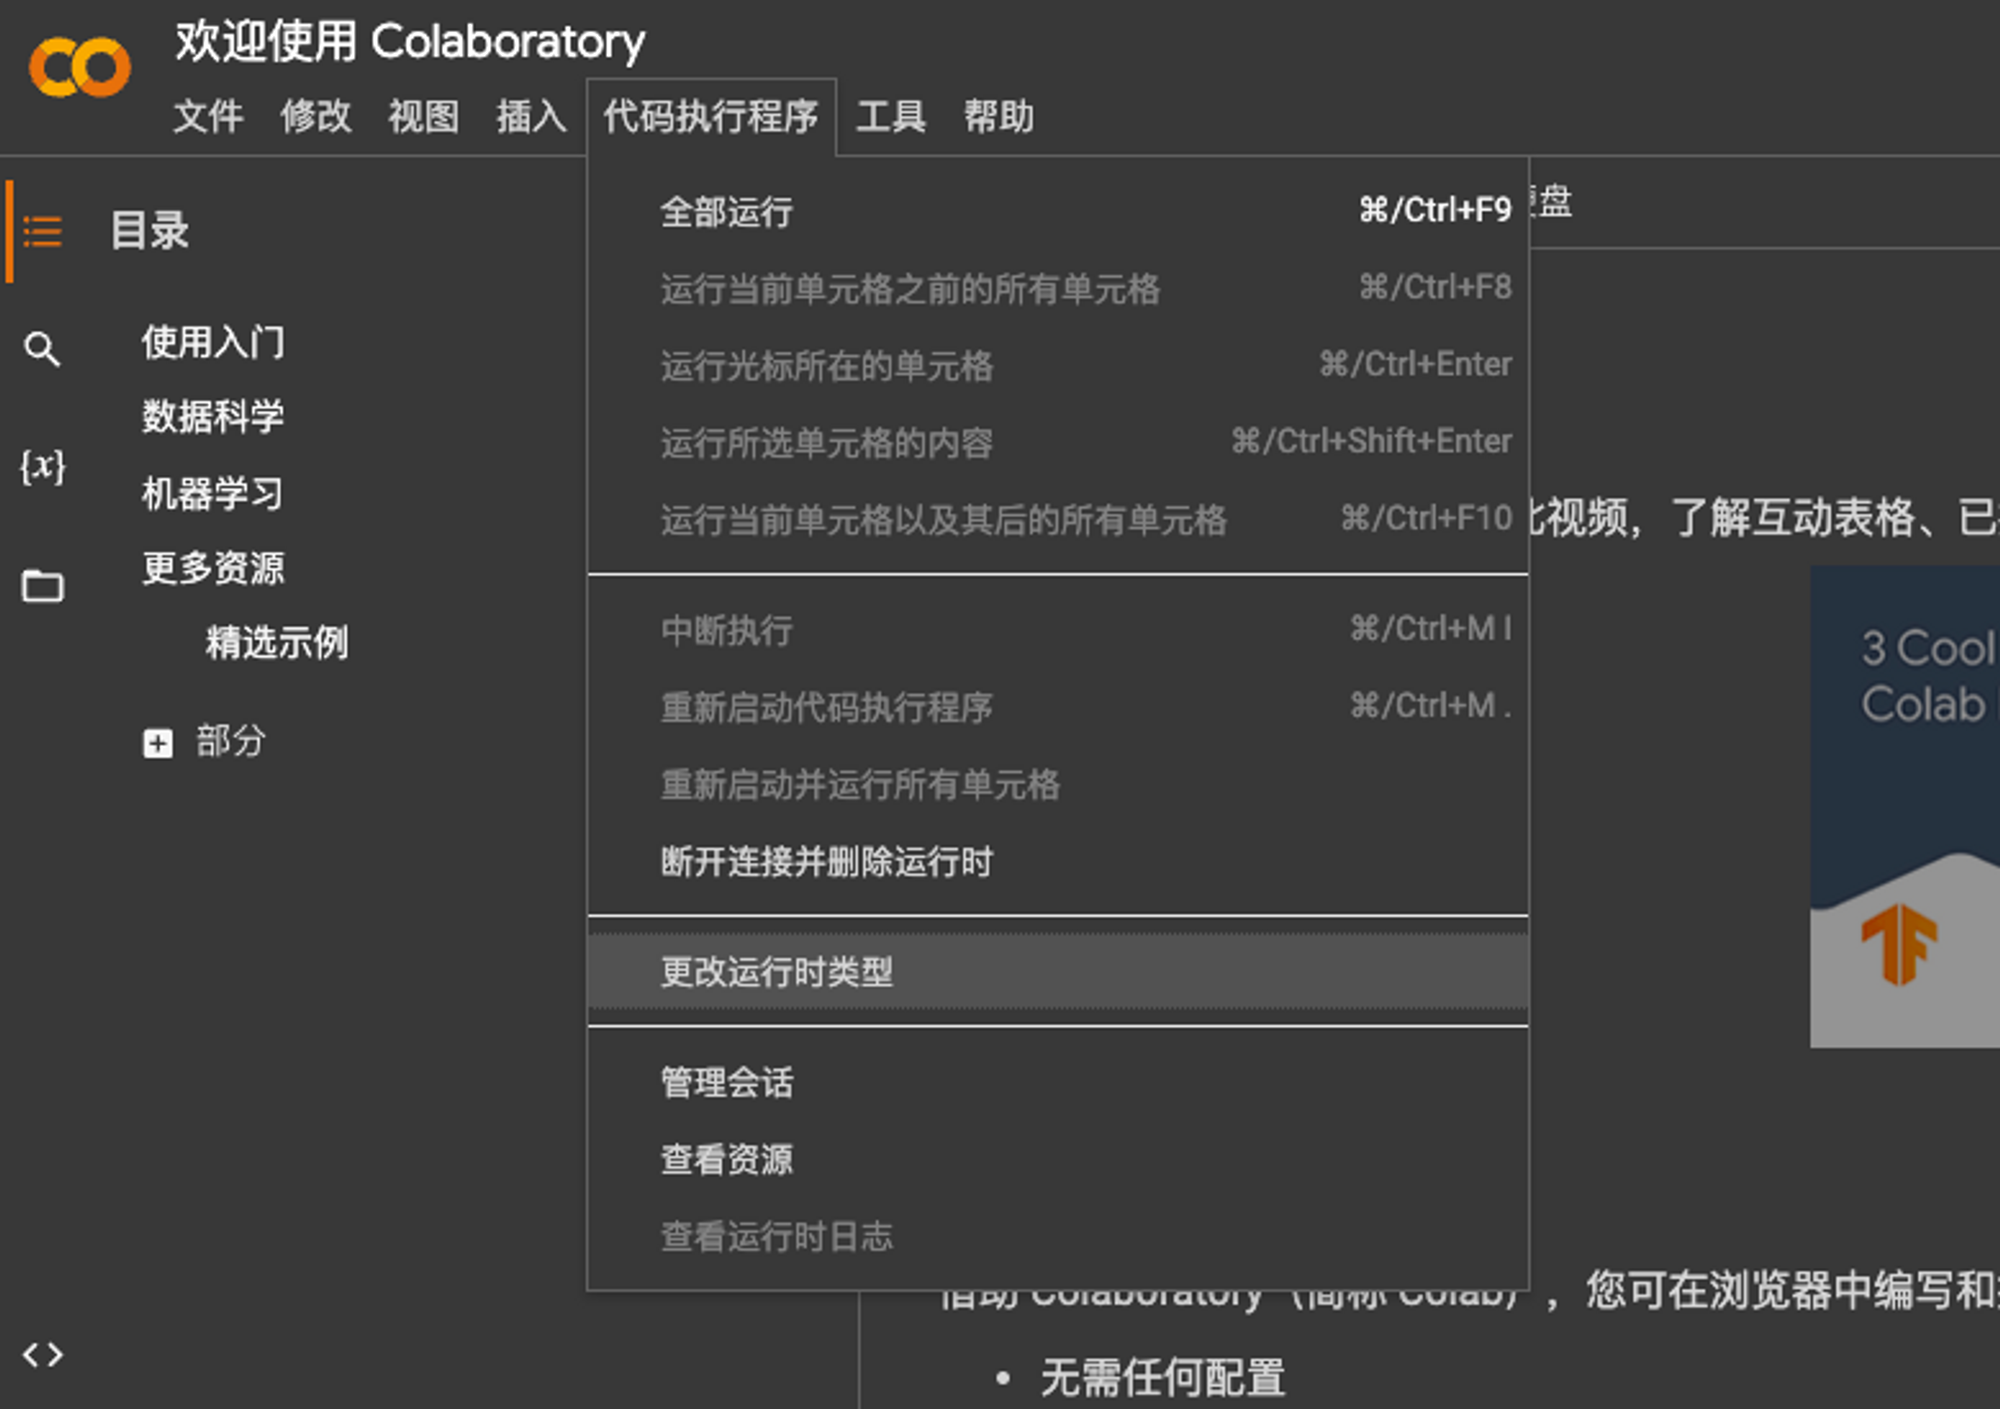 欢迎使用 Colaboratory
文件 修改 视图 插入 代码执行程序 工具 帮助
目录
使用入门
数据科学
机器学习
更多资源
精选示例
部分
{x}
全部运行 ⌘/Ctrl+F9
运行当前单元格之前的所有单元格 ⌘/Ctrl+F8
运行光标所在的单元格 ⌘/Ctrl+Enter
运行所选单元格的内容 ⌘/Ctrl+Shift+Enter
运行当前单元格以及其后的所有单元格 ⌘/Ctrl+F10
中断执行 ⌘/Ctrl+M I
重新启动代码执行程序 ⌘/Ctrl+M .
重新启动并运行所有单元格
断开连接并删除运行时
更改运行时类型
管理会话
查看资源
查看运行时日志
盘
视频，了解互动表格、已
3 Cool
Colab
借助 Colaboratory（简称 Colab），您可在浏览器中编写和
• 无需任何配置